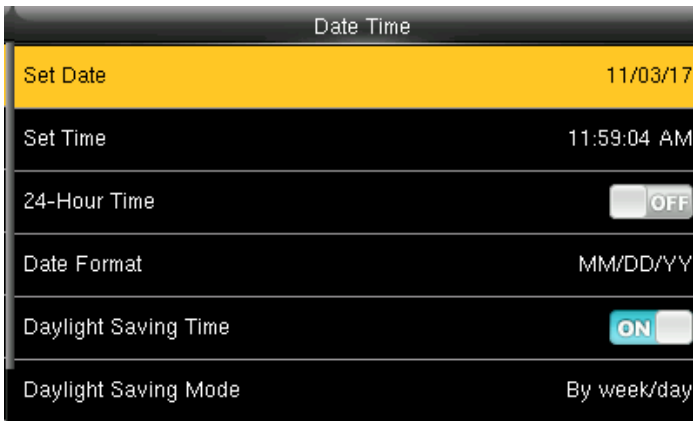 Date Time
Set Date 11/03/17
Set Time 11:59:04 AM
24-Hour Time OFF
Date Format MM/DD/YY
Daylight Saving Time ON
Daylight Saving Mode By week/day